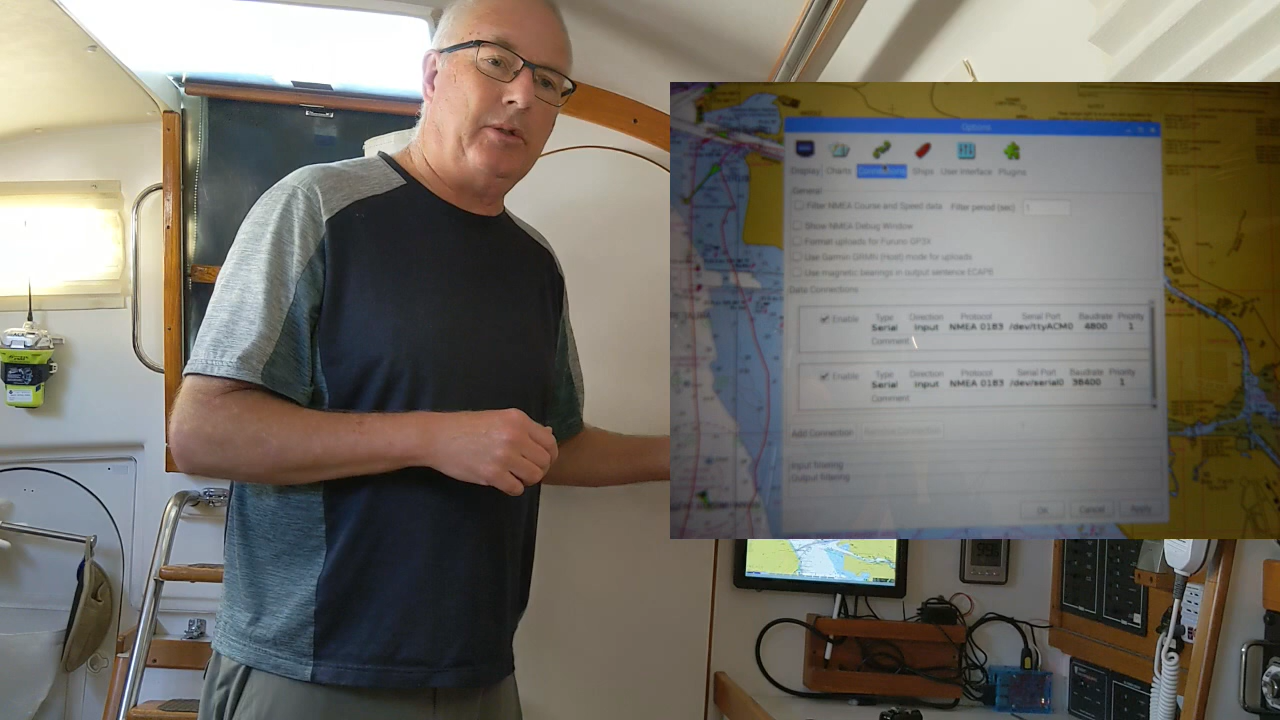 Options
Display Charts Connections Ships User Interface Plugins
General
Filter NMEA Course and Speed data Filter period (sec) 1
Show NMEA Debug Window
Format uploads for Furuno GP3X
Use Garmin GRMN (Host) mode for uploads
Use magnetic bearings in output sentence ECAPB
Data Connections
Enable Type Direction Protocol Serial Port Baudrate Priority
Serial Input NMEA 0183 /dev/ttyACM0 4800 1
Comment
Enable Type Direction Protocol Serial Port Baudrate Priority
Serial Input NMEA 0183 /dev/serial0 38400 1
Comment
Add Connection
Input filtering
Output filtering
OK Cancel Apply